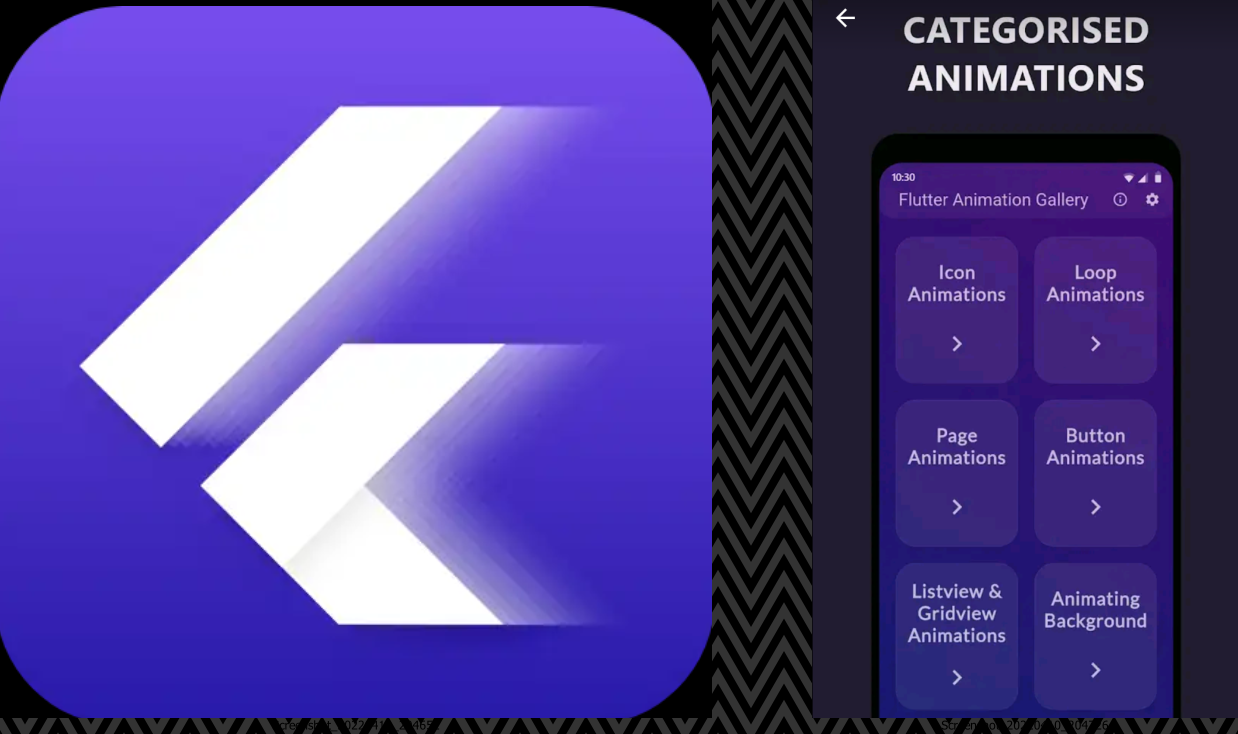 CATEGORISED
ANIMATIONS
10:30
Flutter Animation Gallery
Icon
Animations
Loop
Animations
Page
Animations
Button
Animations
Listview &
Gridview
Animations
Animating
Background